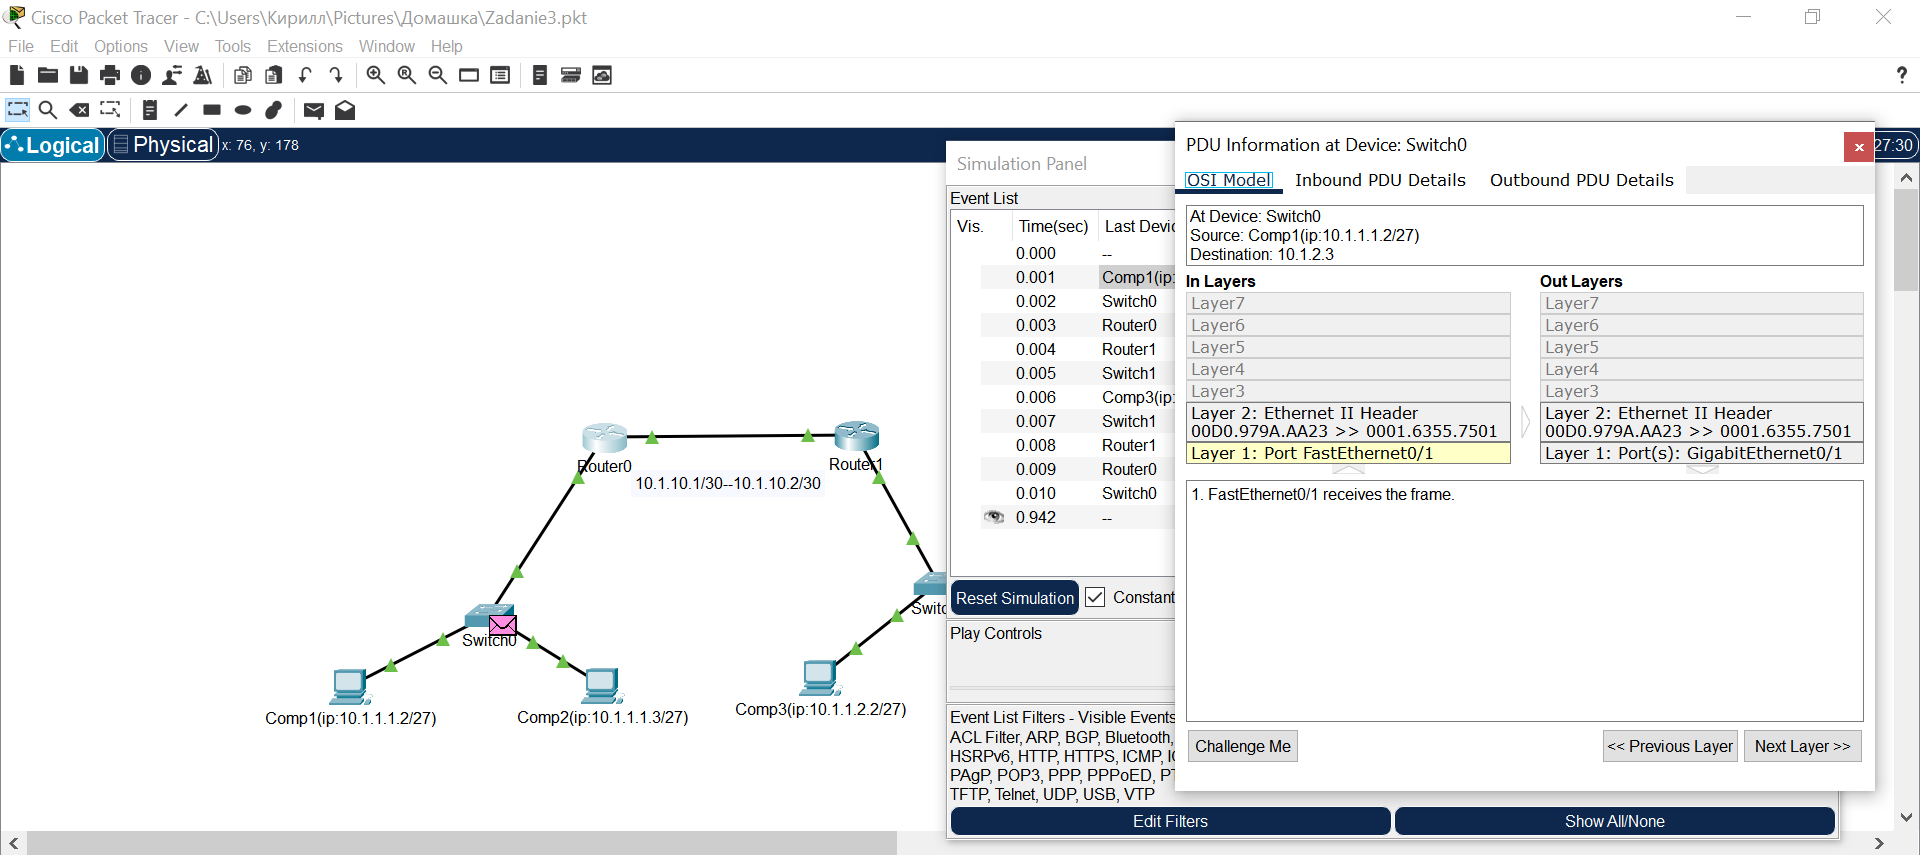 Cisco Packet Tracer - C:\Users\Кирилл\Pictures\Домашка\Zadanie3.pkt
File Edit Options View Tools Extensions Window Help
?
Logical Physical x: 76, y: 178
27:30
Router0
Router1
10.1.10.1/30--10.1.10.2/30
Switch0
Switc
Comp1(ip:10.1.1.1.2/27)
Comp2(ip:10.1.1.1.3/27)
Comp3(ip:10.1.1.2.2/27)
Simulation Panel
Event List
Vis. Time(sec) Last Devic
0.000 --
0.001 Comp1(ip:
0.002 Switch0
0.003 Router0
0.004 Router1
0.005 Switch1
0.006 Comp3(ip:
0.007 Switch1
0.008 Router1
0.009 Router0
0.010 Switch0
0.942 --
Reset Simulation Constant
Play Controls
Event List Filters - Visible Events
ACL Filter, ARP, BGP, Bluetooth,
HSRPv6, HTTP, HTTPS, ICMP, IC
PAgP, POP3, PPP, PPPoED, PT
TFTP, Telnet, UDP, USB, VTP
Edit Filters Show All/None
PDU Information at Device: Switch0
x
OSI Model Inbound PDU Details Outbound PDU Details
At Device: Switch0
Source: Comp1(ip:10.1.1.1.2/27)
Destination: 10.1.2.3
In Layers
Layer7
Layer6
Layer5
Layer4
Layer3
Layer 2: Ethernet II Header
00D0.979A.AA23 >> 0001.6355.7501
Layer 1: Port FastEthernet0/1
Out Layers
Layer7
Layer6
Layer5
Layer4
Layer3
Layer 2: Ethernet II Header
00D0.979A.AA23 >> 0001.6355.7501
Layer 1: Port(s): GigabitEthernet0/1
1. FastEthernet0/1 receives the frame.
Challenge Me << Previous Layer Next Layer >>